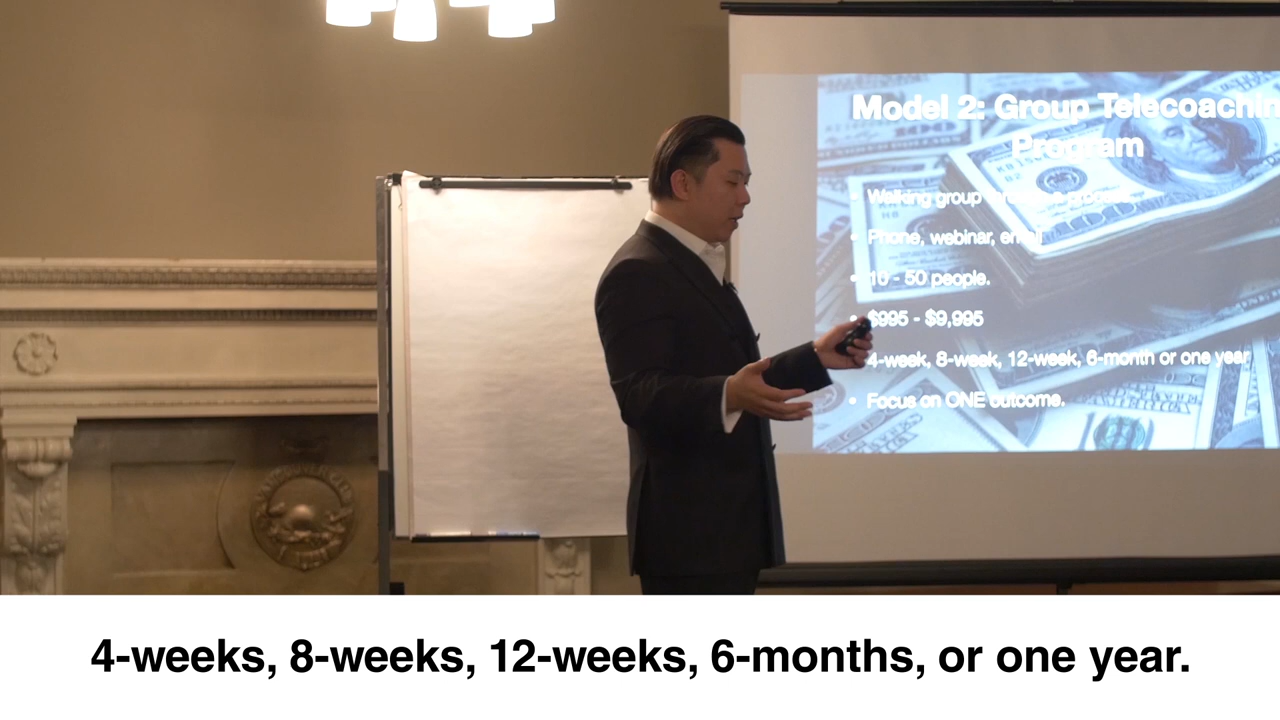 Model 2: Group Telecoachin
Program
• Walking group
• Phone, webinar, email
• 10 - 50 people.
• $995 - $9,995
4-week, 8-week, 12-week, 6-month or one year
• Focus on ONE outcome.
4-weeks, 8-weeks, 12-weeks, 6-months, or one year.